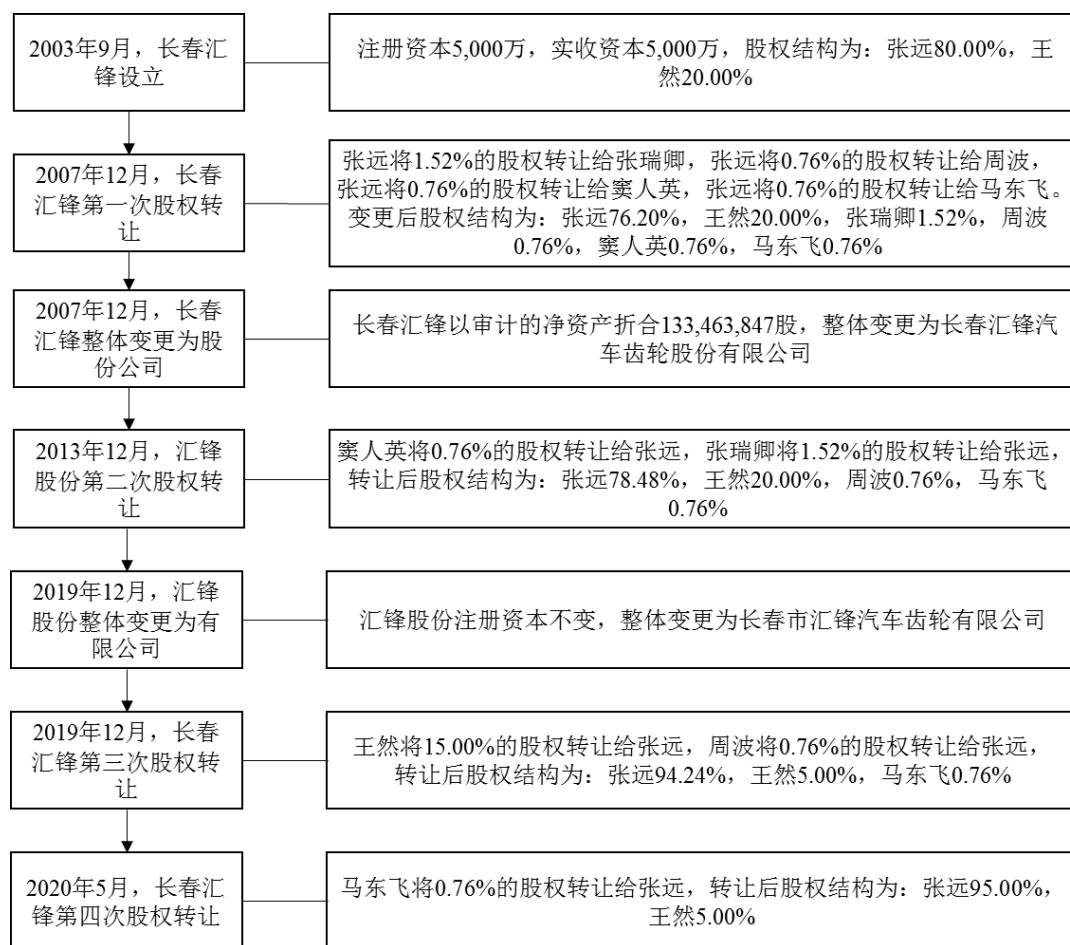 2003年9月，长春汇
锋设立
注册资本5,000万，实收资本5,000万，股权结构为：张远80.00%，王
然20.00%
2007年12月，长春
汇锋第一次股权转
让
张远将1.52%的股权转让给张瑞卿，张远将0.76%的股权转让给周波，
张远将0.76%的股权转让给窦人英，张远将0.76%的股权转让给马东飞。
变更后股权结构为：张远76.20%，王然20.00%，张瑞卿1.52%，周波
0.76%，窦人英0.76%，马东飞0.76%
2007年12月，长春
汇锋整体变更为股
份公司
长春汇锋以审计的净资产折合133,463,847股，整体变更为长春汇锋汽
车齿轮股份有限公司
2013年12月，汇锋
股份第二次股权转
让
窦人英将0.76%的股权转让给张远，张瑞卿将1.52%的股权转让给张远，
转让后股权结构为：张远78.48%，王然20.00%，周波0.76%，马东飞
0.76%
2019年12月，汇锋
股份整体变更为有
限公司
汇锋股份注册资本不变，整体变更为长春市汇锋汽车齿轮有限公司
2019年12月，长春
汇锋第三次股权转
让
王然将15.00%的股权转让给张远，周波将0.76%的股权转让给张远，
转让后股权结构为：张远94.24%，王然5.00%，马东飞0.76%
2020年5月，长春汇
锋第四次股权转让
马东飞将0.76%的股权转让给张远，转让后股权结构为：张远95.00%，
王然5.00%